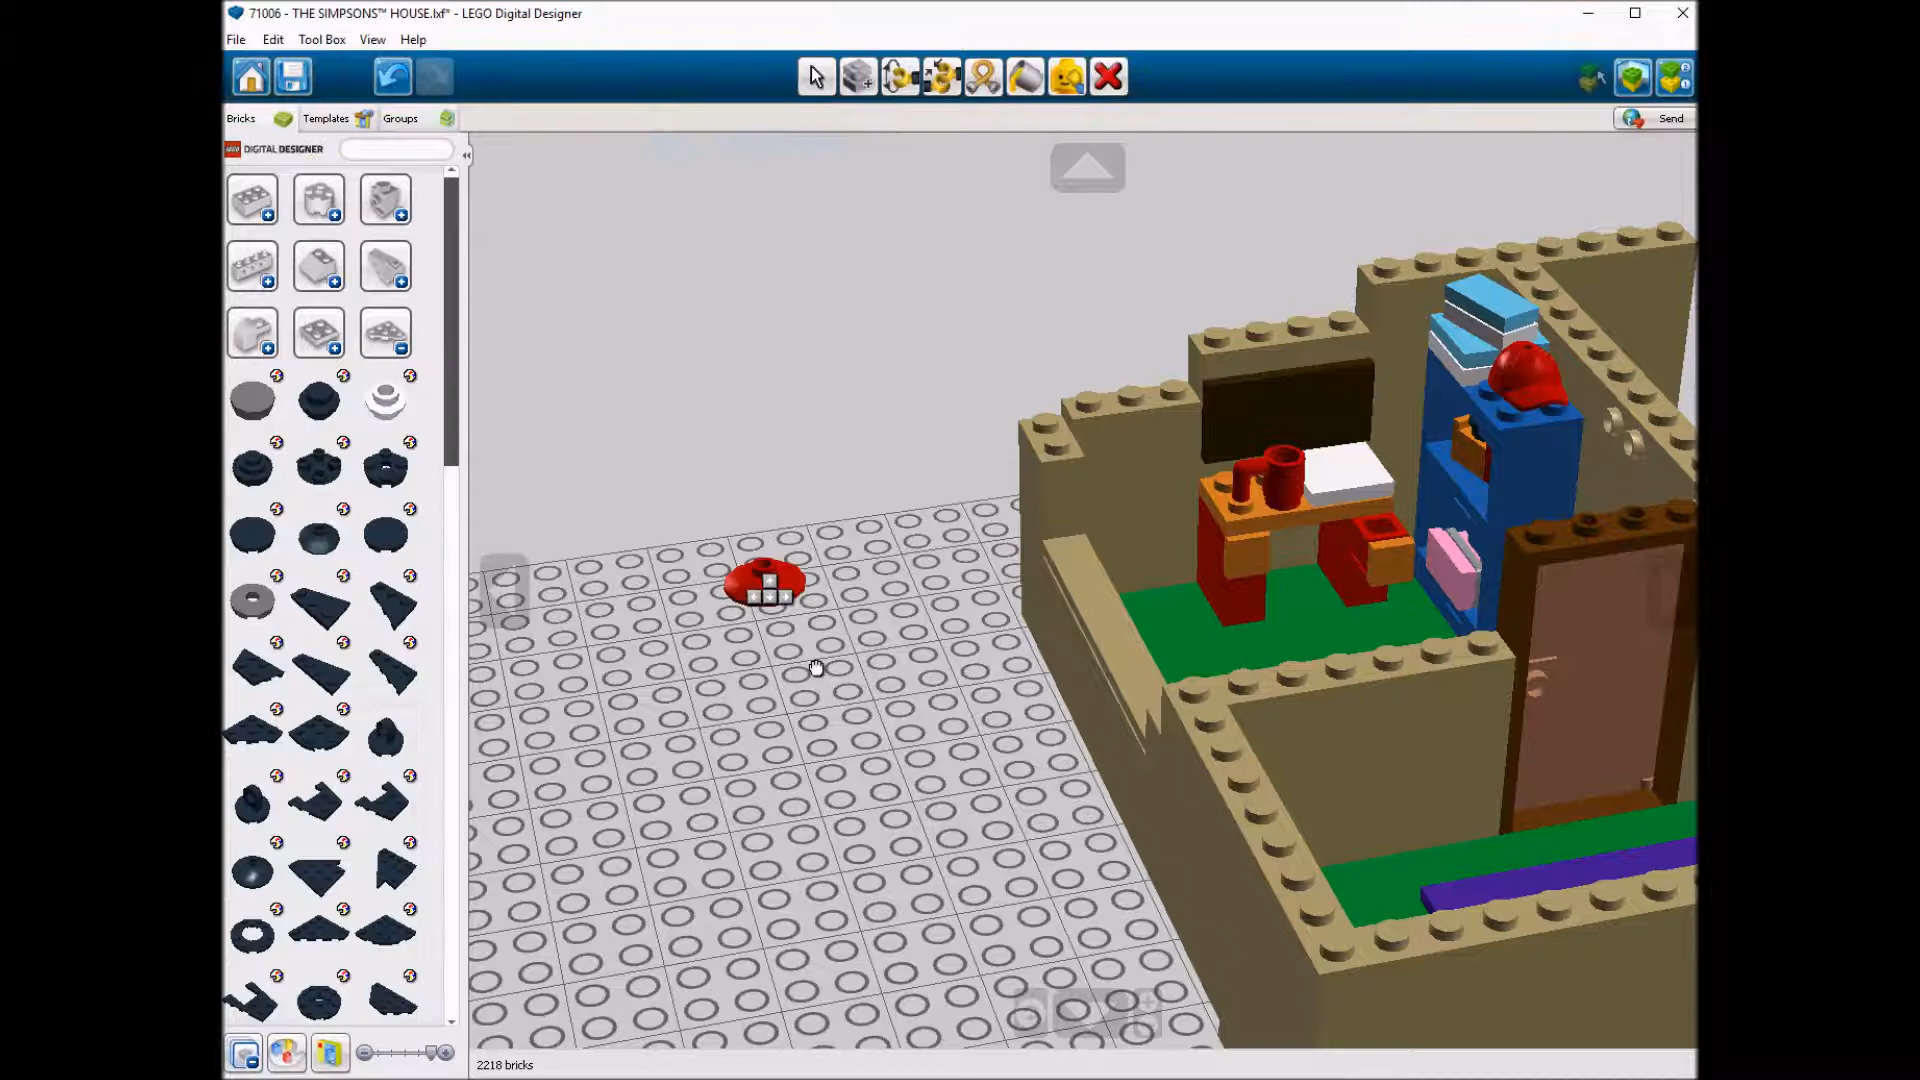 71006 - THE SIMPSONS™ HOUSE.lxf* - LEGO Digital Designer
File Edit Tool Box View Help
Bricks Templates Groups Send
LEGO DIGITAL DESIGNER
2218 bricks